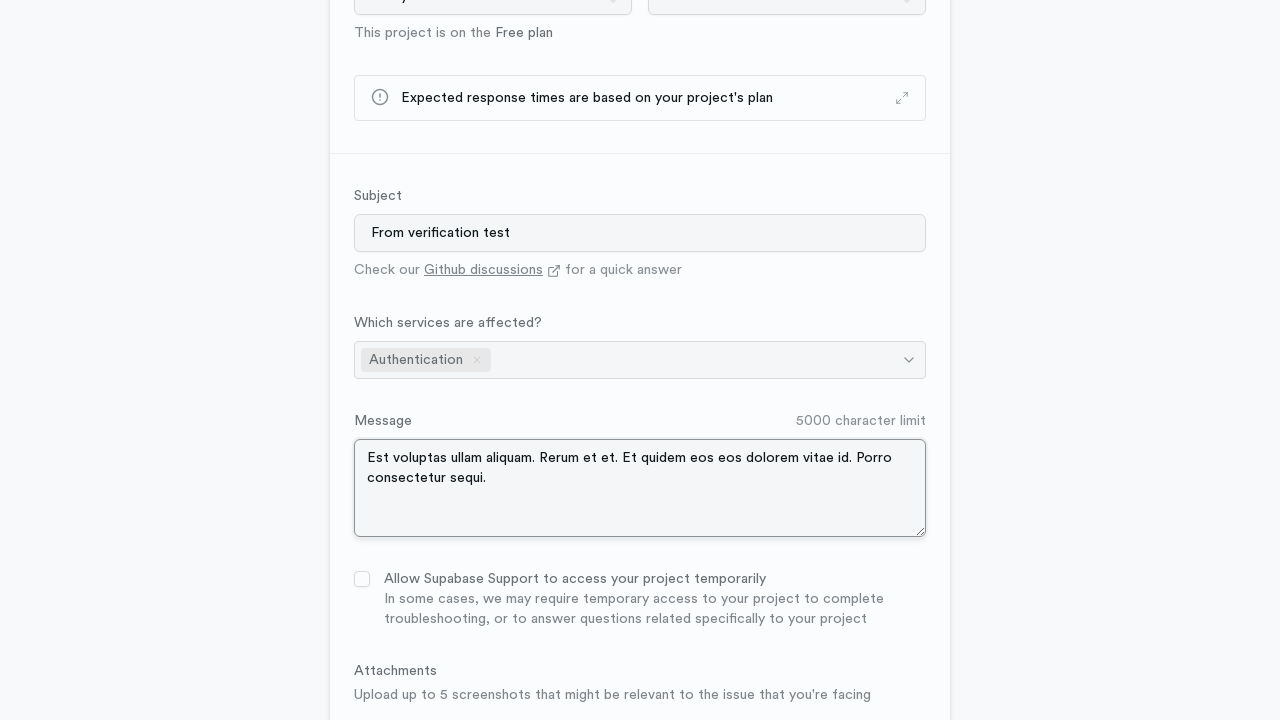 This project is on the Free plan
Expected response times are based on your project's plan
Subject
From verification test
Check our Github discussions for a quick answer
Which services are affected?
Authentication
Message
5000 character limit
Est voluptas ullam aliquam. Rerum et et. Et quidem eos eos dolorem vitae id. Porro
consectetur sequi.
Allow Supabase Support to access your project temporarily
In some cases, we may require temporary access to your project to complete
troubleshooting, or to answer questions related specifically to your project
Attachments
Upload up to 5 screenshots that might be relevant to the issue that you're facing